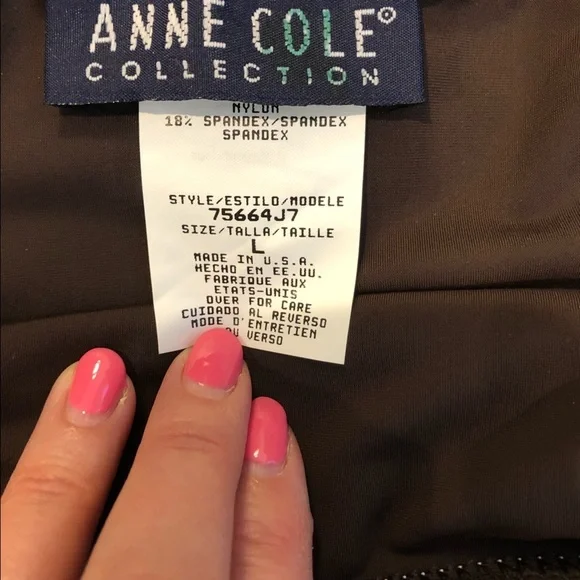 ANNE COLE®
COLLECTION
NYLON
18% SPANDEX/SPANDEX
SPANDEX
STYLE/ESTILO/MODELE
75664J7
SIZE/TALLA/TAILLE
L
MADE IN U.S.A.
HECHO EN EE.UU.
FABRIQUE AUX
ETATS-UNIS
OVER FOR CARE
CUIDADO AL REVERSO
MODE D'ENTRETIEN
AU VERSO